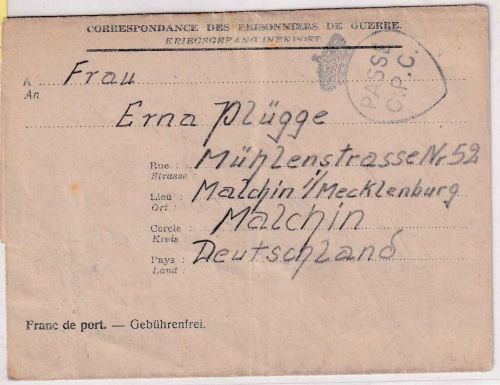 CORRESPONDANCE DES PRISONNIERS DE GUERRE.
KRIEGSGEFANGENENPOST
PASSED
C.P.C.
A Frau
An
Erna Plügge
Rue : Mühlenstrasse Nr 52
Strasse :
Lieu : Malchin i/Mecklenburg
Ort :
Cercle : Malchin
Kreis :
Pays : Deutschland
Land :
Franc de port. — Gebührenfrei.